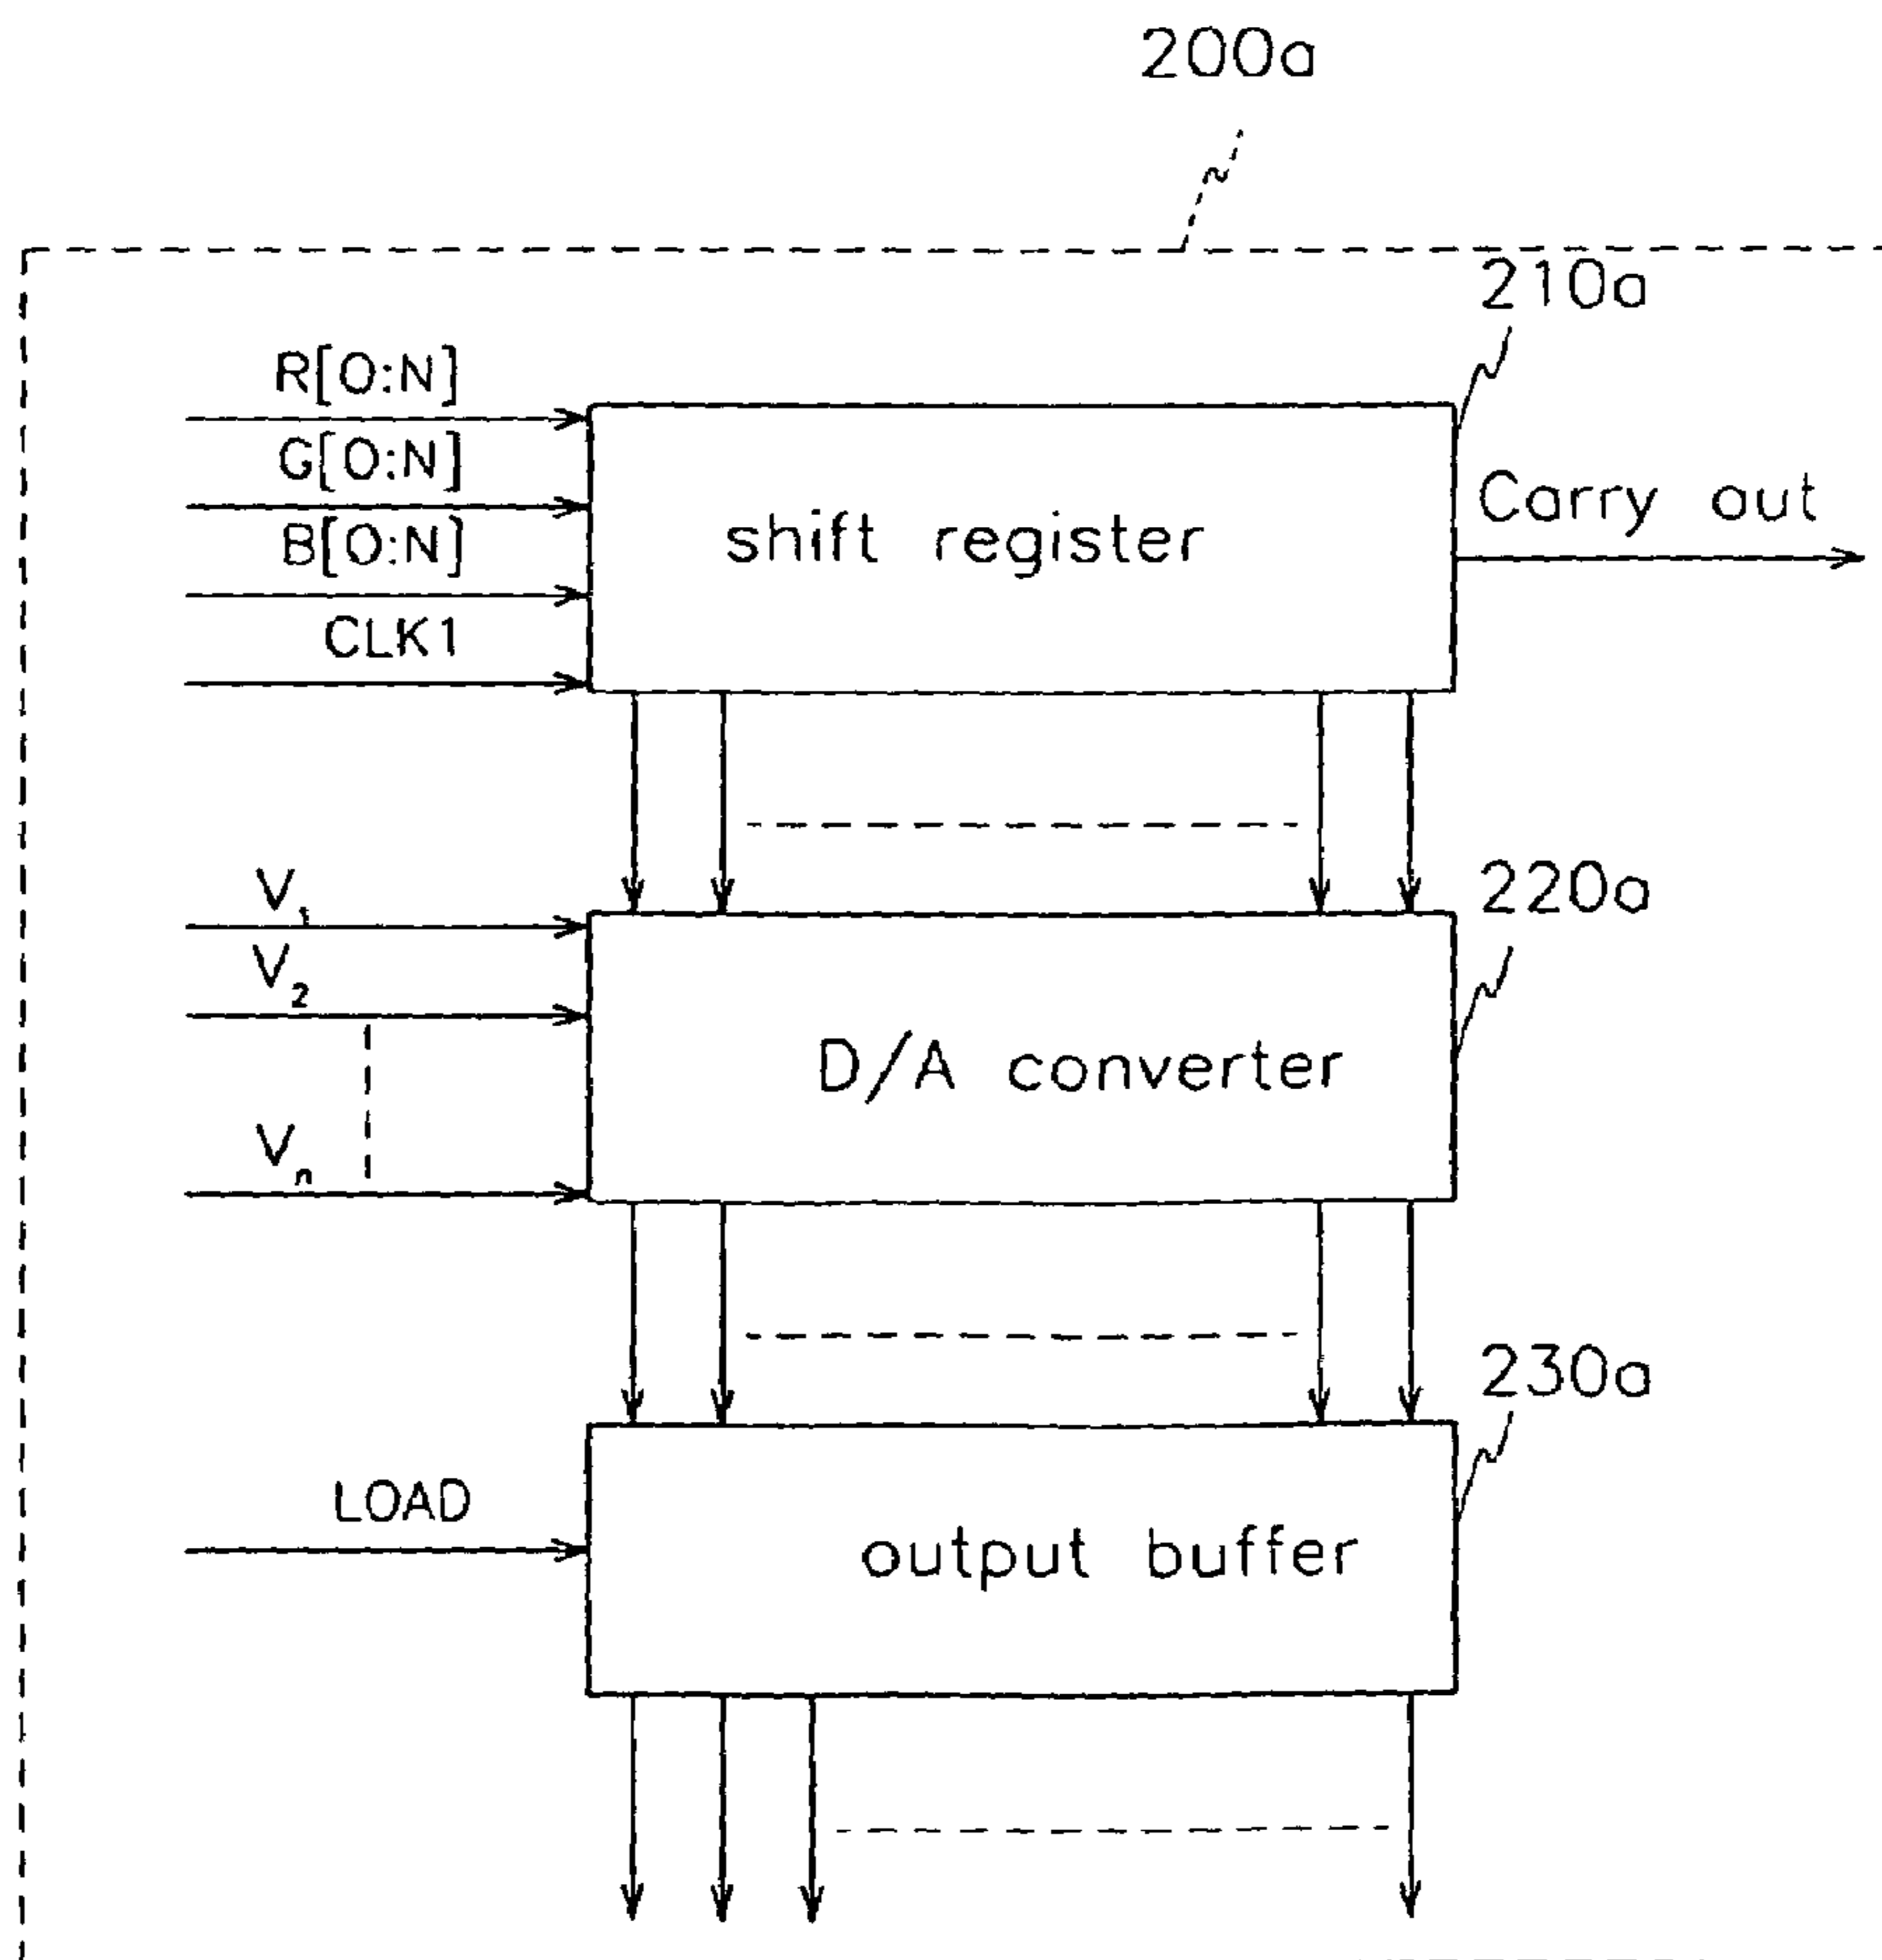 200a
210a
R[0:N]
G[0:N]
B[0:N]
CLK1
shift register
Carry out
220a
V1
V2
Vn
D/A converter
230a
LOAD
output buffer